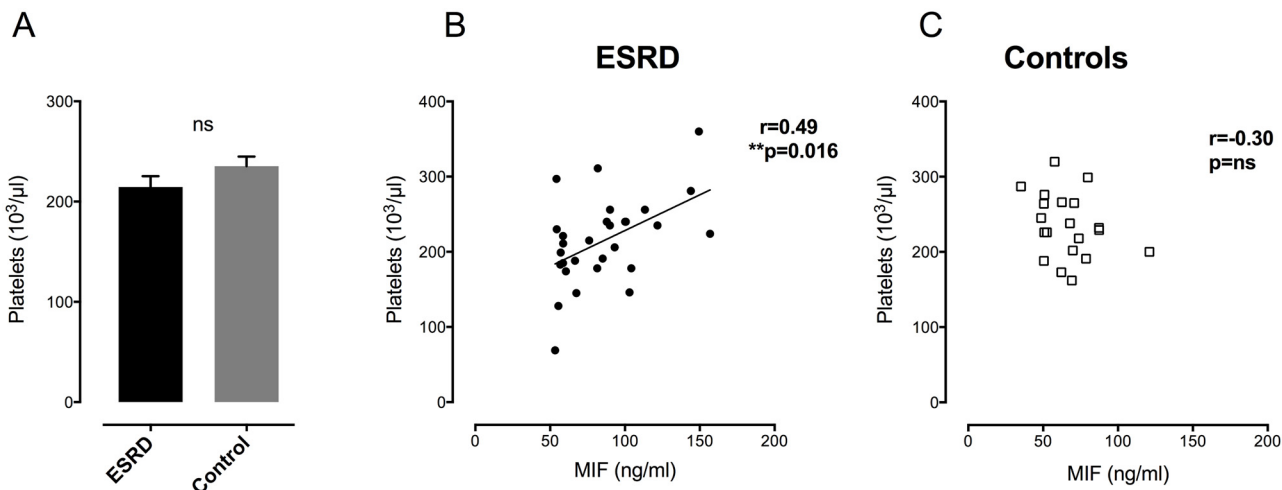 A
Platelets (10³/µl)
300
200
100
0
ns
ESRD
Control
B
ESRD
Platelets (10³/µl)
400
300
200
100
0
r=0.49
**p=0.016
0
50
100
150
200
MIF (ng/ml)
C
Controls
Platelets (10³/µl)
400
300
200
100
0
r=-0.30
p=ns
0
50
100
150
200
MIF (ng/ml)